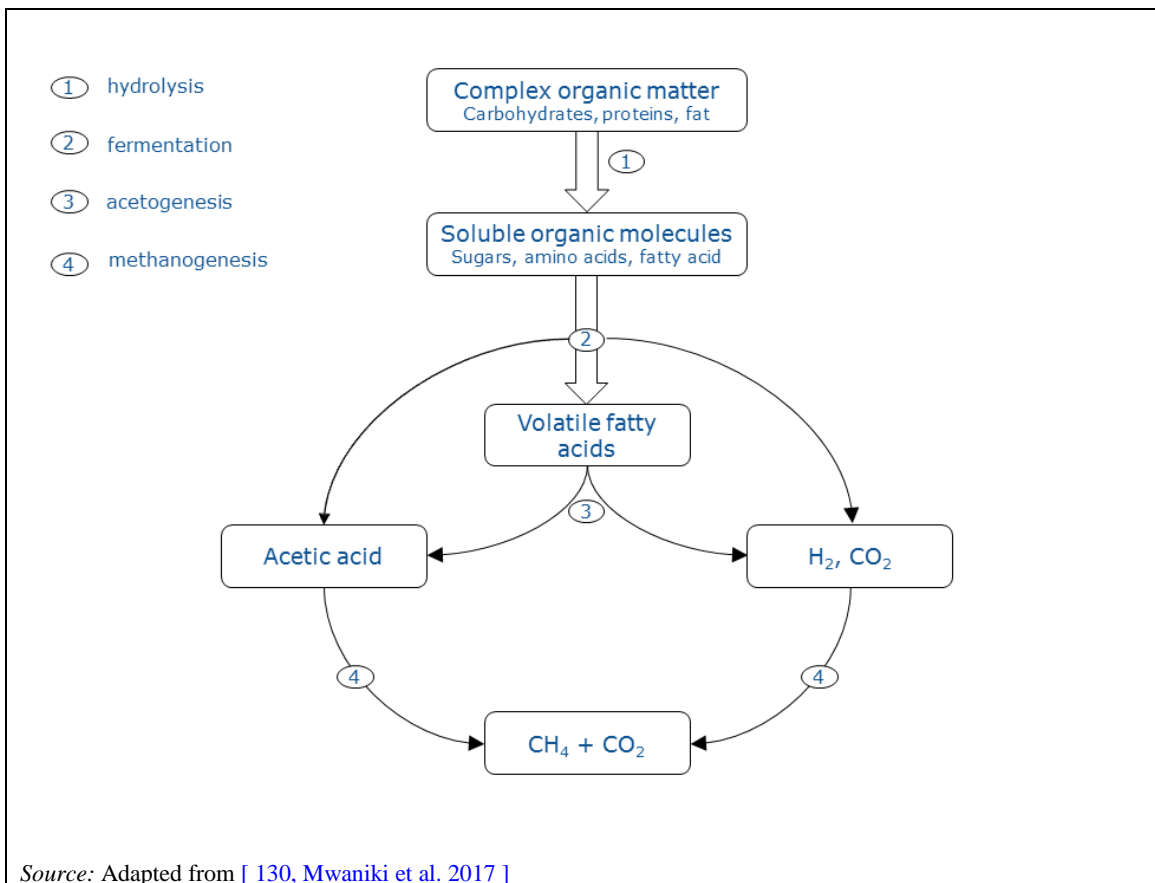 1 hydrolysis
2 fermentation
3 acetogenesis
4 methanogenesis
Complex organic matter
Carbohydrates, proteins, fat
1
Soluble organic molecules
Sugars, amino acids, fatty acid
2
Volatile fatty
acids
3
Acetic acid
H₂, CO₂
4
4
CH₄ + CO₂
Source: Adapted from [ 130, Mwaniki et al. 2017 ]